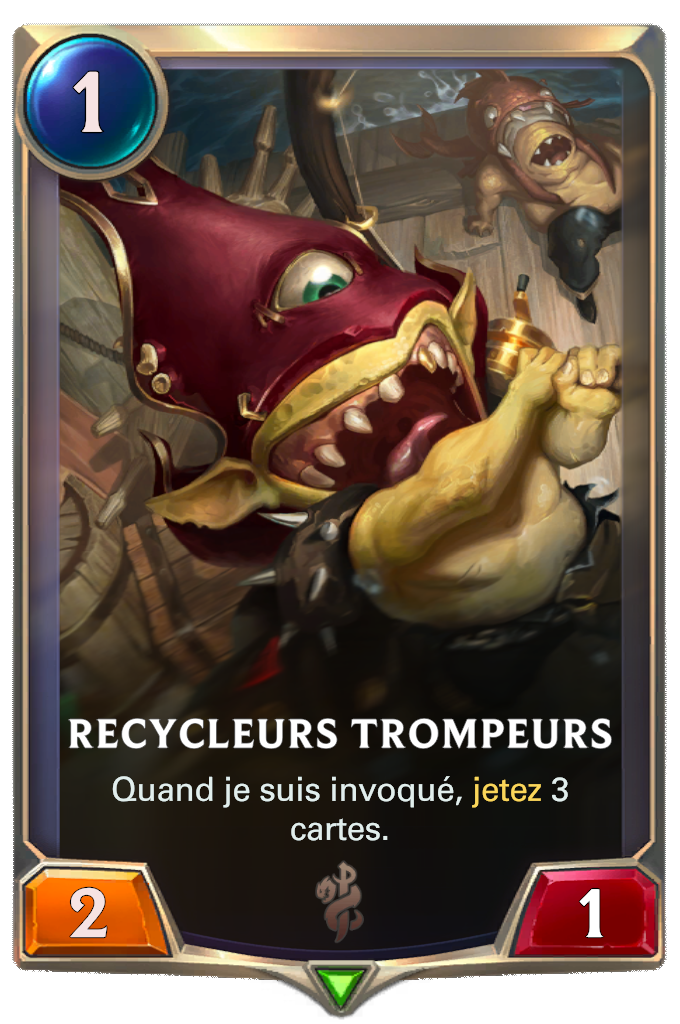 1
RECYCLEURS TROMPEURS
Quand je suis invoqué, jetez 3
cartes.
2
1